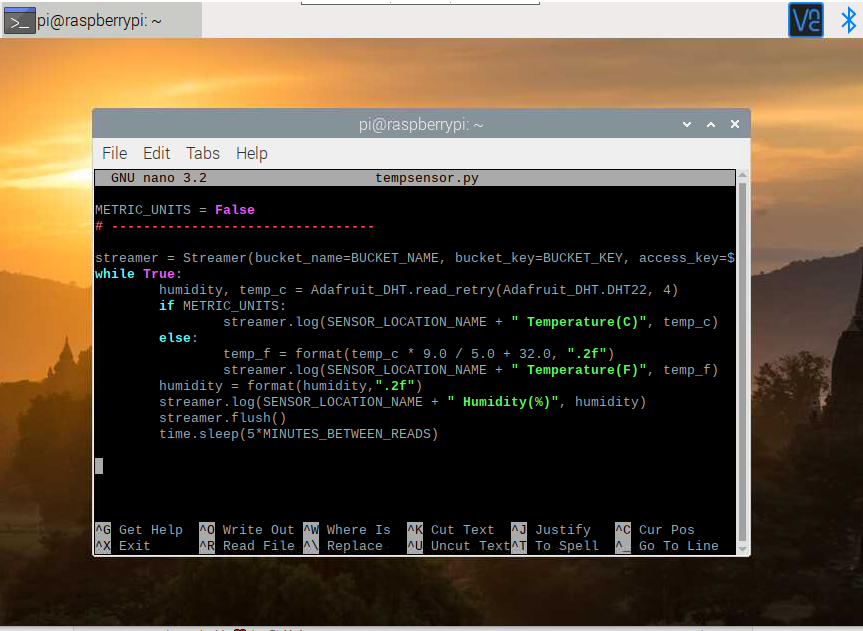 pi@raspberrypi: ~
VNC
pi@raspberrypi: ~
File Edit Tabs Help
GNU nano 3.2 tempsensor.py
METRIC_UNITS = False
# ---------------------------------
streamer = Streamer(bucket_name=BUCKET_NAME, bucket_key=BUCKET_KEY, access_key=$
while True:
        humidity, temp_c = Adafruit_DHT.read_retry(Adafruit_DHT.DHT22, 4)
        if METRIC_UNITS:
                streamer.log(SENSOR_LOCATION_NAME + " Temperature(C)", temp_c)
        else:
                temp_f = format(temp_c * 9.0 / 5.0 + 32.0, ".2f")
                streamer.log(SENSOR_LOCATION_NAME + " Temperature(F)", temp_f)
        humidity = format(humidity,".2f")
        streamer.log(SENSOR_LOCATION_NAME + " Humidity(%)", humidity)
        streamer.flush()
        time.sleep(5*MINUTES_BETWEEN_READS)
^G Get Help ^O Write Out ^W Where Is ^K Cut Text ^J Justify ^C Cur Pos
^X Exit ^R Read File ^\ Replace ^U Uncut Text ^T To Spell ^_ Go To Line